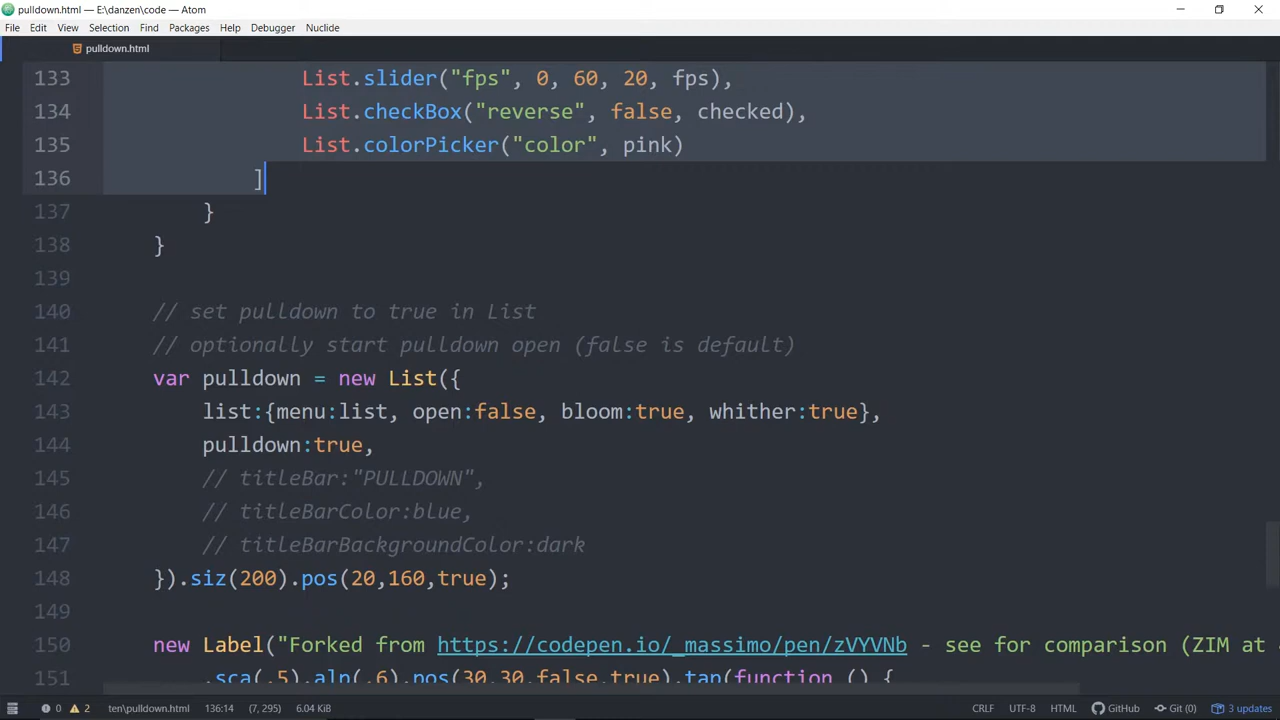 pulldown.html — E:\danzen\code — Atom
File Edit View Selection Find Packages Help Debugger Nuclide
pulldown.html
133 List.slider("fps", 0, 60, 20, fps),
134 List.checkBox("reverse", false, checked),
135 List.colorPicker("color", pink)
136 ]
137 }
138 }
139
140 // set pulldown to true in List
141 // optionally start pulldown open (false is default)
142 var pulldown = new List({
143 list:{menu:list, open:false, bloom:true, whither:true},
144 pulldown:true,
145 // titleBar:"PULLDOWN",
146 // titleBarColor:blue,
147 // titleBarBackgroundColor:dark
148 }).siz(200).pos(20,160,true);
149
150 new Label("Forked from https://codepen.io/_massimo/pen/zVYVNb - see for comparison (ZIM at
151 .sca(.5).alp(.6).pos(30,30,false,true).tap(function () {
0 2 ten\pulldown.html 136:14 (7, 295) 6.04 KiB CRLF UTF-8 HTML GitHub Git (0) 3 updates